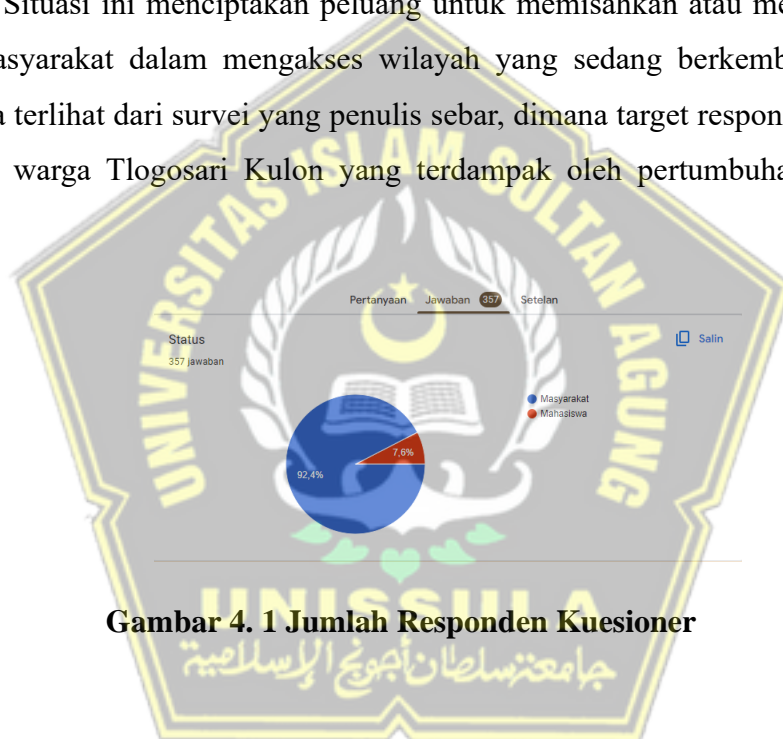 Situasi ini menciptakan peluang untuk memisahkan atau me
asyarakat dalam mengakses wilayah yang sedang berkemb
a terlihat dari survei yang penulis sebar, dimana target respon
warga Tlogosari Kulon yang terdampak oleh pertumbuha
UNIVERSITAS ISLAM SULTAN AGUNG
Pertanyaan Jawaban 357 Setelan
Status
Salin
357 jawaban
Masyarakat
Mahasiswa
7,6%
92,4%
UNISSULA
Gambar 4. 1 Jumlah Responden Kuesioner
جامعة سلطان أجونج الإسلامية